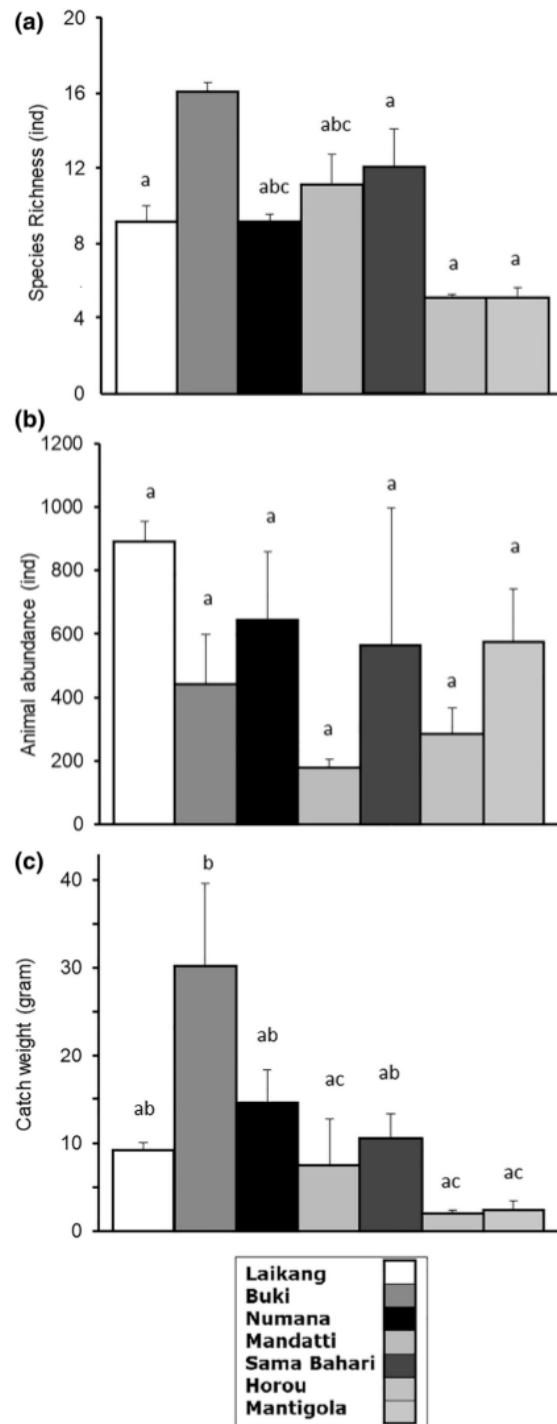 (a)
Species Richness (ind)
20
16
12
8
4
0
a
abc
abc
a
a
a
(b)
Animal abundance (ind)
1200
1000
800
600
400
200
0
a
a
a
a
a
a
a
(c)
Catch weight (gram)
40
30
20
10
0
ab
b
ab
ac
ab
ac
ac
Laikang
Buki
Numana
Mandatti
Sama Bahari
Horou
Mantigola